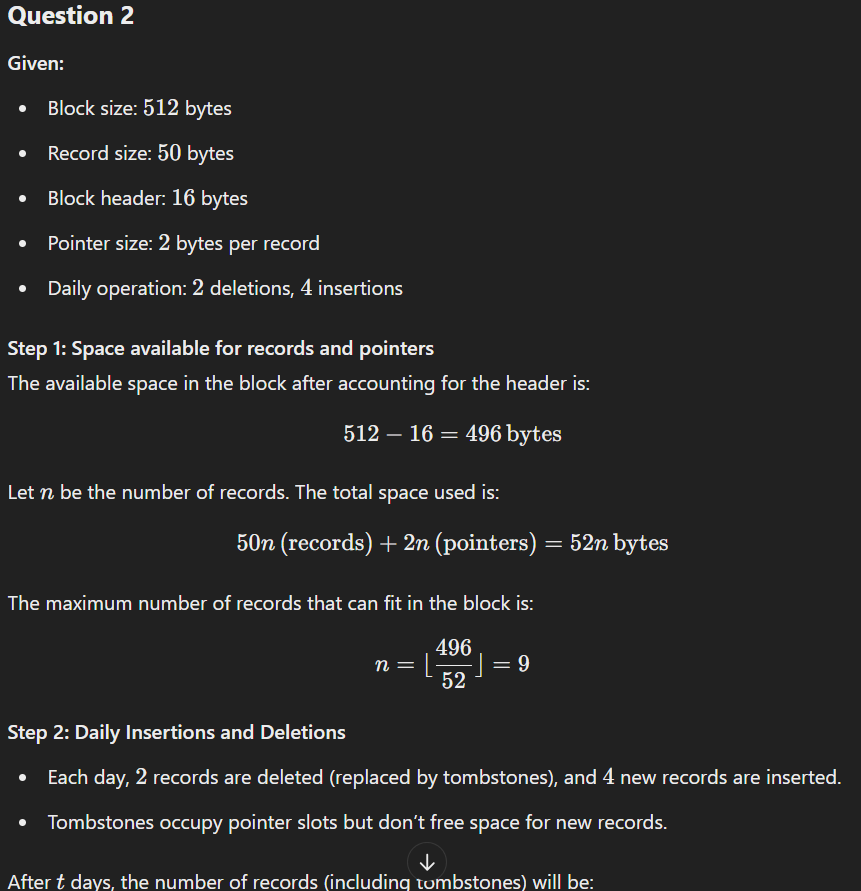 Question 2
Given:
• Block size: 512 bytes
• Record size: 50 bytes
• Block header: 16 bytes
• Pointer size: 2 bytes per record
• Daily operation: 2 deletions, 4 insertions
Step 1: Space available for records and pointers
The available space in the block after accounting for the header is:
512 − 16 = 496 bytes
Let n be the number of records. The total space used is:
50n (records) + 2n (pointers) = 52n bytes
The maximum number of records that can fit in the block is:
n = ⌊496/52⌋ = 9
Step 2: Daily Insertions and Deletions
• Each day, 2 records are deleted (replaced by tombstones), and 4 new records are inserted.
• Tombstones occupy pointer slots but don’t free space for new records.
After t days, the number of records (including tombstones) will be: